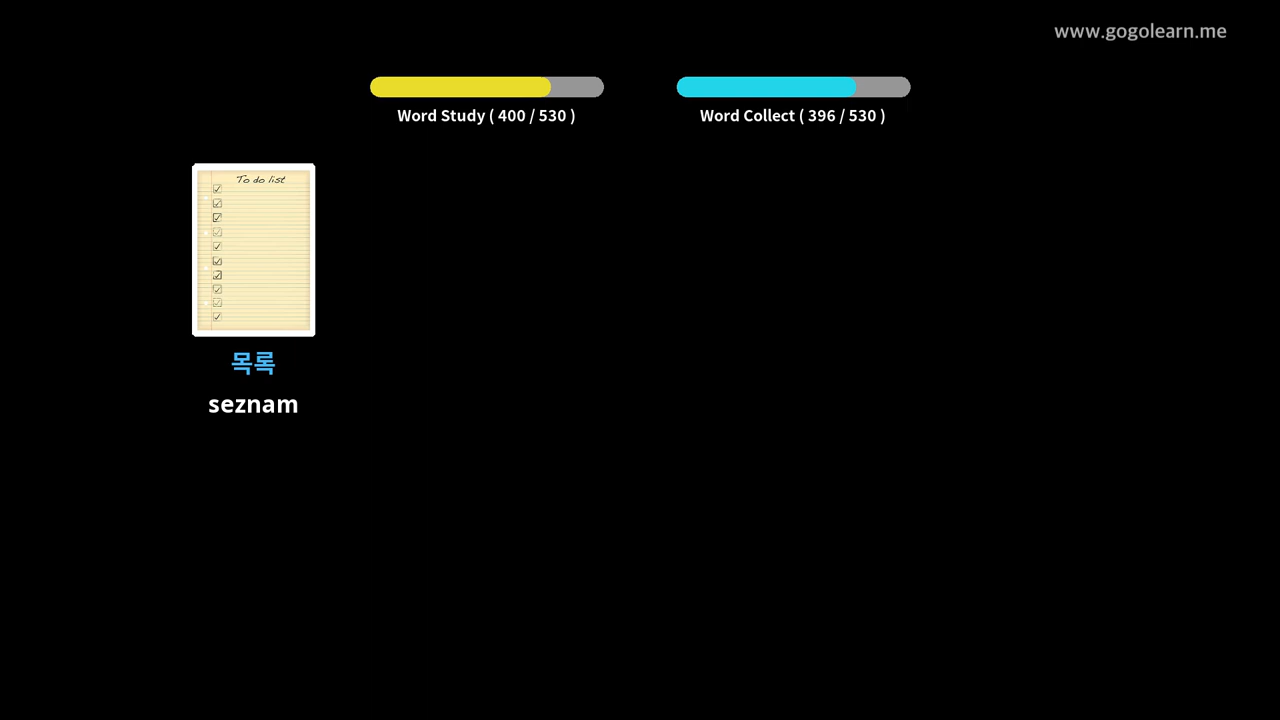 www.gogolearn.me
Word Study ( 400 / 530 )
Word Collect ( 396 / 530 )
To do list
목록
seznam